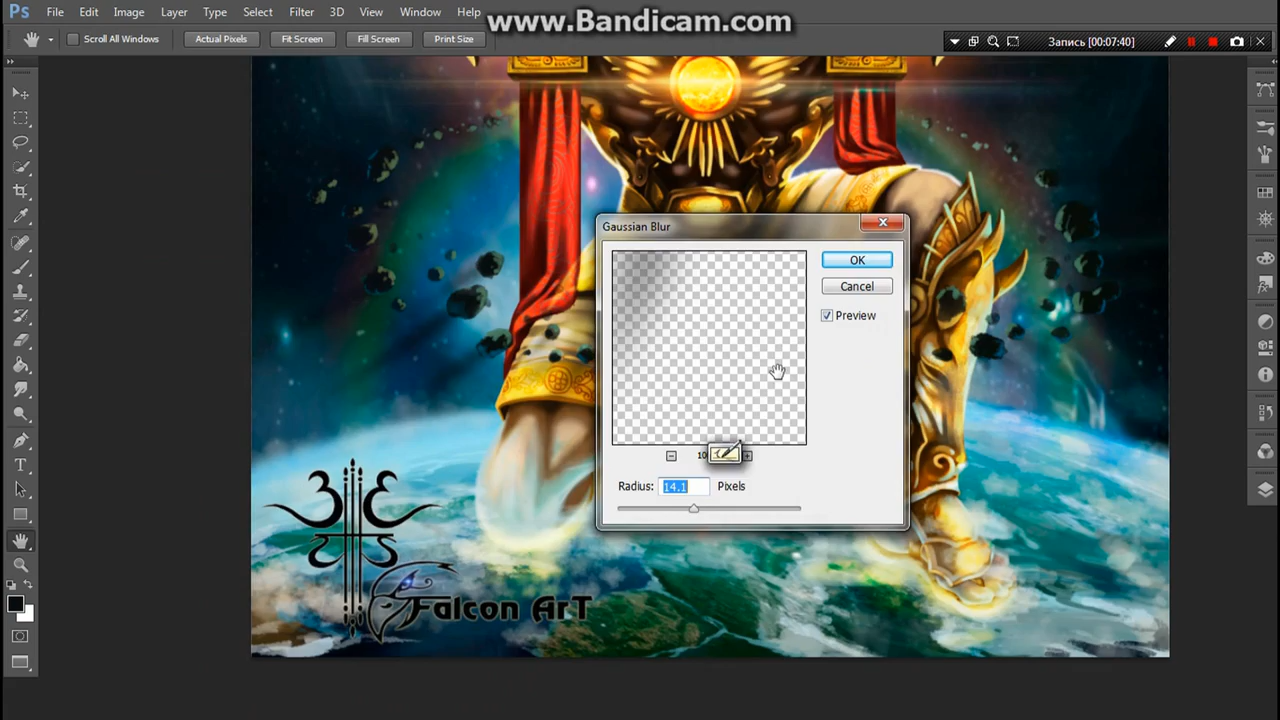 Ps File Edit Image Layer Type Select Filter 3D View Window Help
www.Bandicam.com
Scroll All Windows Actual Pixels Fit Screen Fill Screen Print Size
Запись [00:07:40]
Gaussian Blur
OK
Cancel
Preview
Radius: 14.1 Pixels
Falcon ArT